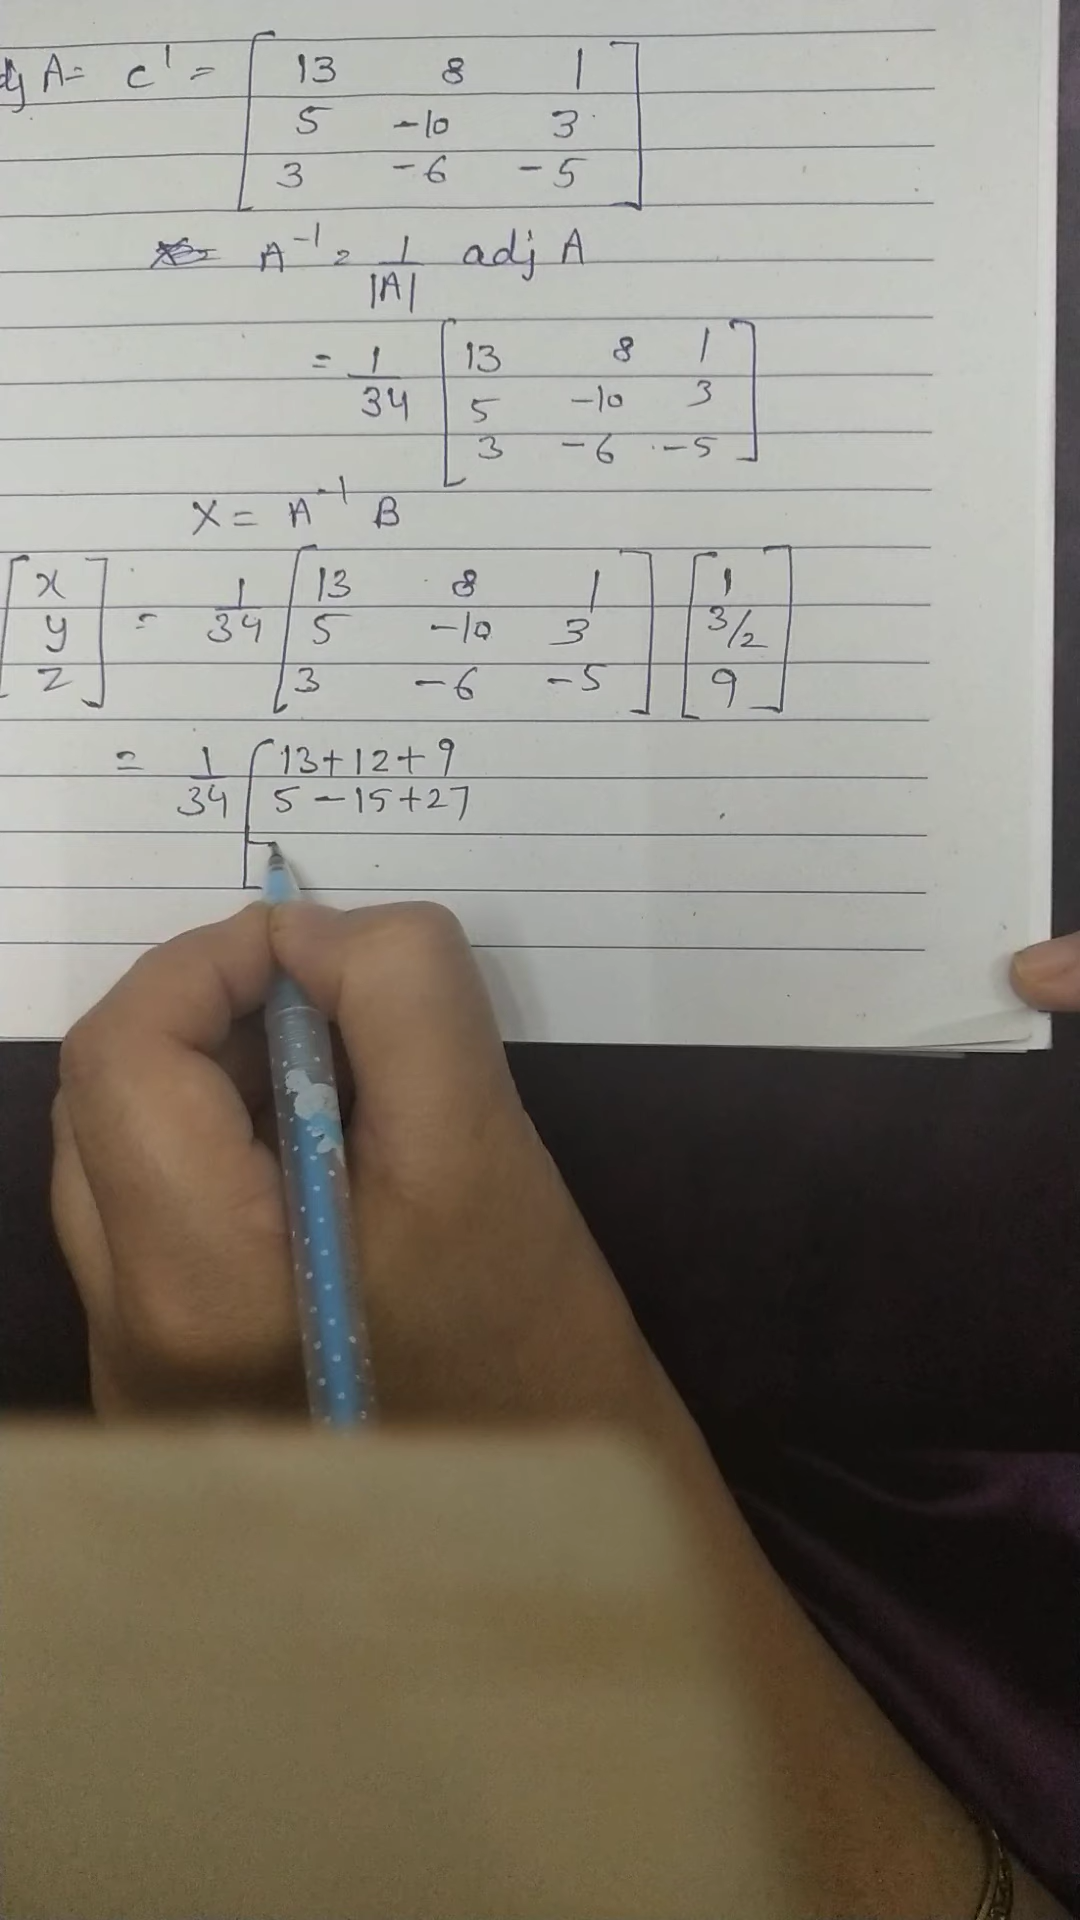 dj A = C' = [ 13 8 1
5 -10 3
3 -6 -5 ]
A⁻¹ = 1/|A| adj A
= 1/34 [ 13 8 1
5 -10 3
3 -6 -5 ]
X = A⁻¹ B
[ x y z ] = 1/34 [ 13 8 1
5 -10 3
3 -6 -5 ] [ 1 3/2 9 ]
= 1/34 [ 13+12+9
5-15+27